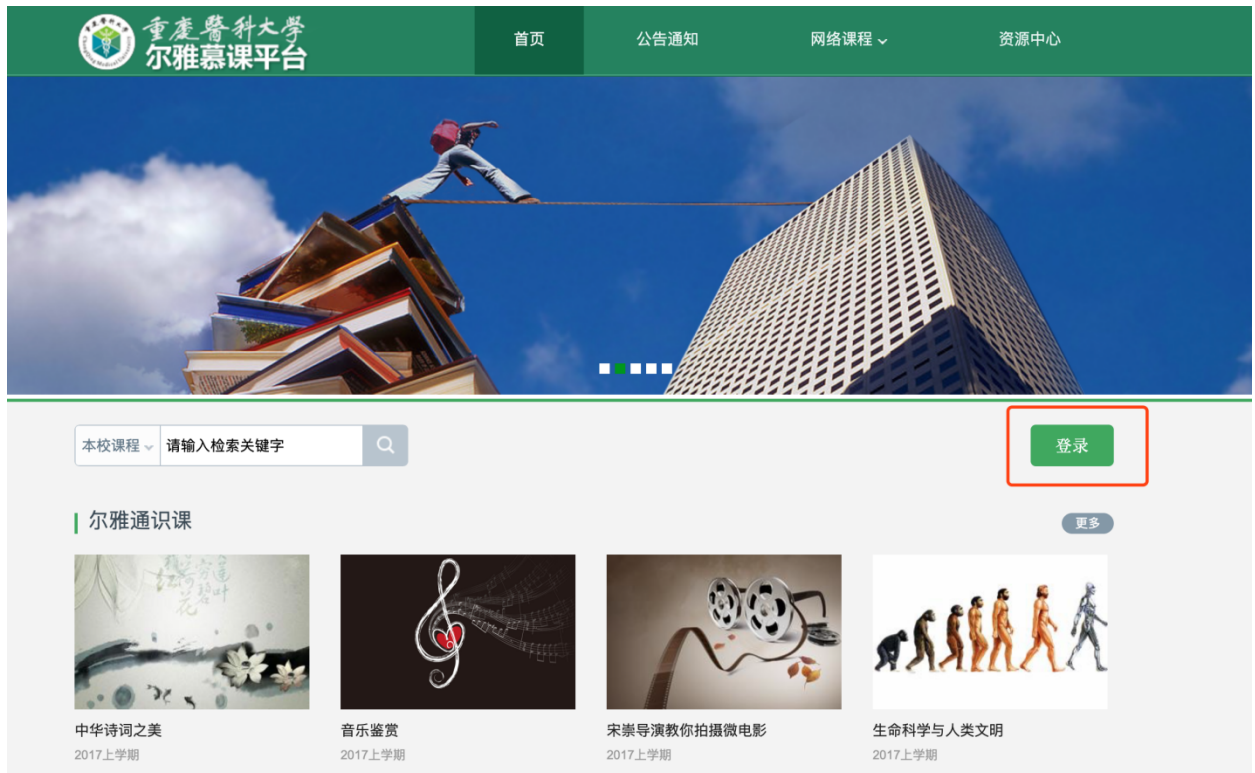 重庆医科大学
尔雅慕课平台
首页
公告通知
网络课程
资源中心
本校课程
请输入检索关键字
登录
尔雅通识课
更多
中华诗词之美
2017上学期
音乐鉴赏
2017上学期
宋崇导演教你拍摄微电影
2017上学期
生命科学与人类文明
2017上学期